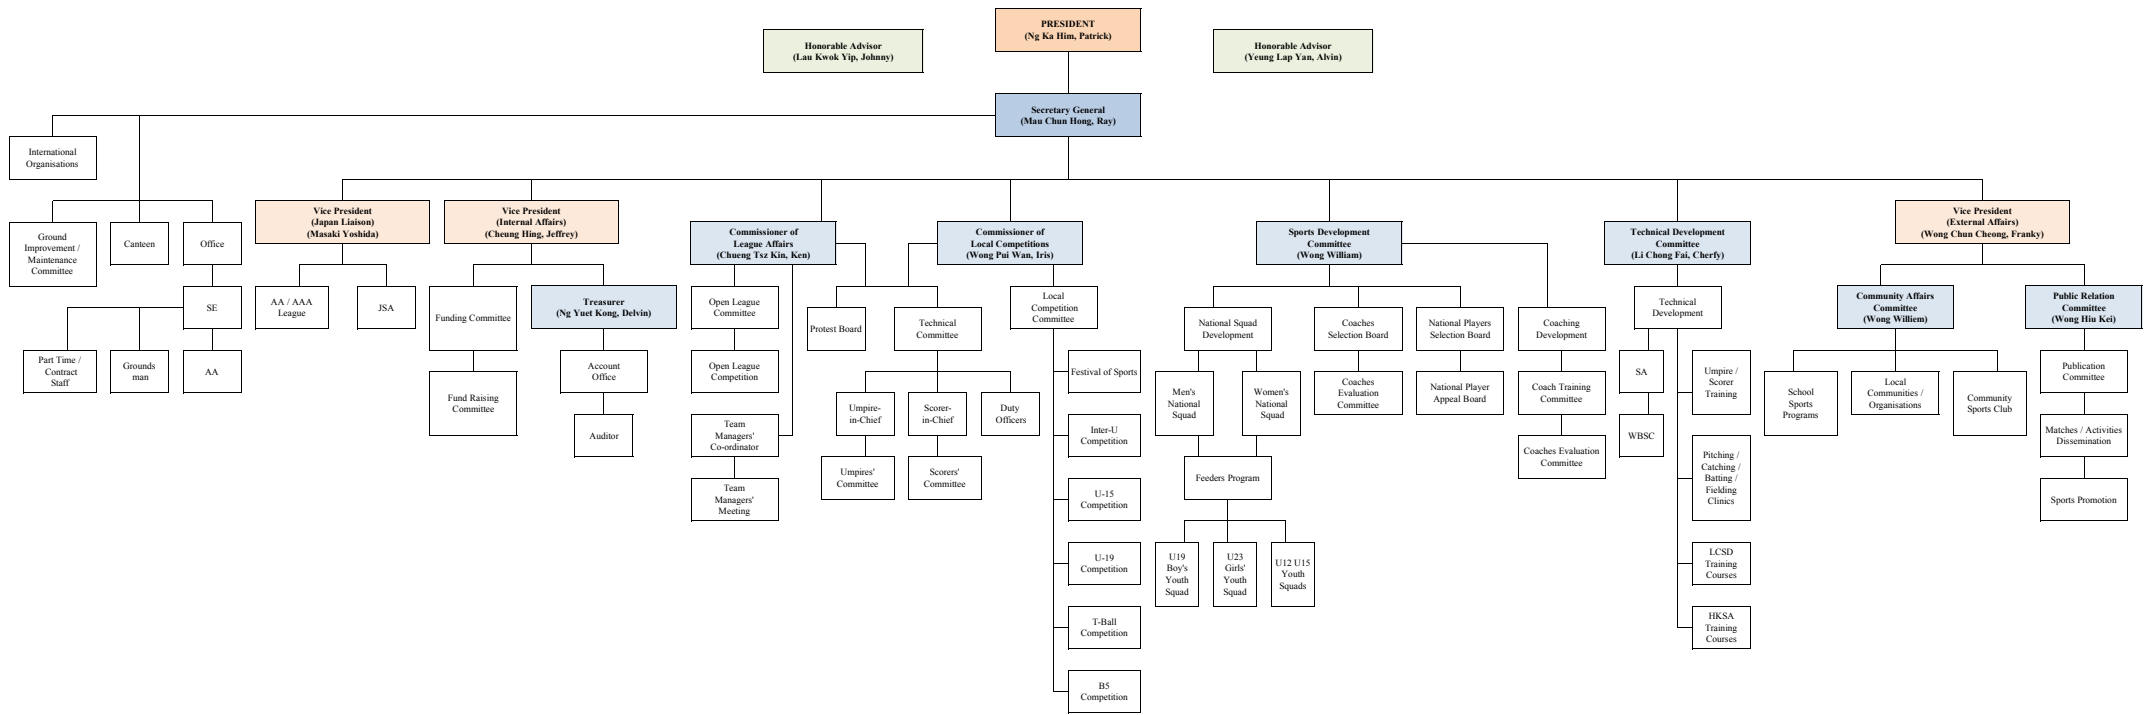 PRESIDENT
(Ng Ka Him, Patrick)
Honorable Advisor
(Lau Kwok Yip, Johnny)
Honorable Advisor
(Yeung Lap Yan, Alvin)
Secretary General
(Mau Chun Hong, Ray)
International
Organisations
Ground
Improvement /
Maintenance
Committee
Canteen
Office
SE
Part Time /
Contract
Staff
Grounds
man
AA
Vice President
(Japan Liaison)
(Masaki Yoshida)
AA / AAA
League
JSA
Vice President
(Internal Affairs)
(Cheung Hing, Jeffrey)
Funding Committee
Fund Raising
Committee
Treasurer
(Ng Yuet Kong, Delvin)
Account
Office
Auditor
Commissioner of
League Affairs
(Chueng Tsz Kin, Ken)
Open League
Committee
Open League
Competition
Team
Managers'
Co-ordinator
Team
Managers'
Meeting
Protest Board
Technical
Committee
Umpire-
in-Chief
Scorer-
in-Chief
Duty
Officers
Umpires'
Committee
Scorers'
Committee
Commissioner of
Local Competitions
(Wong Pui Wan, Iris)
Local
Competition
Committee
Festival of Sports
Inter-U
Competition
U-15
Competition
U-19
Competition
T-Ball
Competition
B5
Competition
Sports Development
Committee
(Wong William)
National Squad
Development
Men's
National
Squad
Women's
National
Squad
Feeders Program
U19
Boy's
Youth
Squad
U23
Girls'
Youth
Squad
U12 U15
Youth
Squads
Coaches
Selection Board
Coaches
Evaluation
Committee
National Players
Selection Board
National Player
Appeal Board
Coaching
Development
Coach Training
Committee
Coaches Evaluation
Committee
Technical Development
Committee
(Li Chong Fai, Cherfy)
Technical
Development
SA
WBSC
Umpire /
Scorer
Training
Pitching /
Catching /
Batting /
Fielding
Clinics
LCSD
Training
Courses
HKSA
Training
Courses
Vice President
(External Affairs)
(Wong Chun Cheong, Franky)
Community Affairs
Committee
(Wong Williem)
School
Sports
Programs
Local
Communities /
Organisations
Community
Sports Club
Public Relation
Committee
(Wong Hiu Kei)
Publication
Committee
Matches / Activities
Dissemination
Sports Promotion